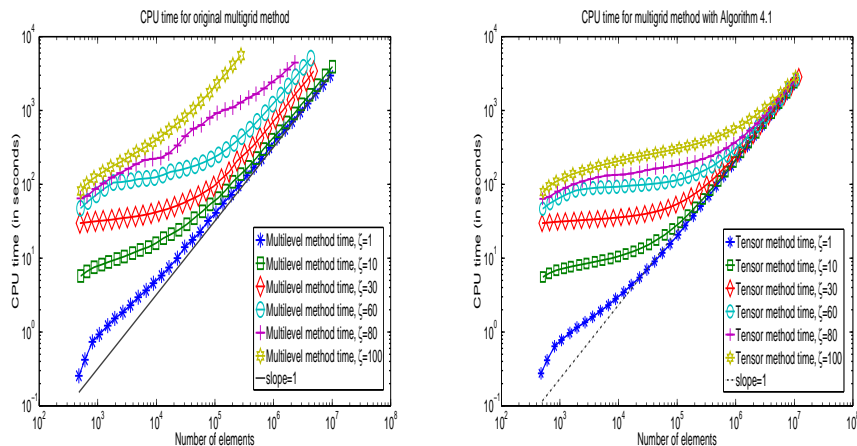 CPU time for original multigrid method
CPU time (in seconds)
10^4
10^3
10^2
10^1
10^0
10^-1
Multilevel method time, ζ=1
Multilevel method time, ζ=10
Multilevel method time, ζ=30
Multilevel method time, ζ=60
Multilevel method time, ζ=80
Multilevel method time, ζ=100
slope=1
10^2 10^3 10^4 10^5 10^6 10^7 10^8
Number of elements
CPU time for multigrid method with Algorithm 4.1
CPU time (in seconds)
10^4
10^3
10^2
10^1
10^0
10^-1
Tensor method time, ζ=1
Tensor method time, ζ=10
Tensor method time, ζ=30
Tensor method time, ζ=60
Tensor method time, ζ=80
Tensor method time, ζ=100
slope=1
10^2 10^3 10^4 10^5 10^6 10^7 10^8
Number of elements